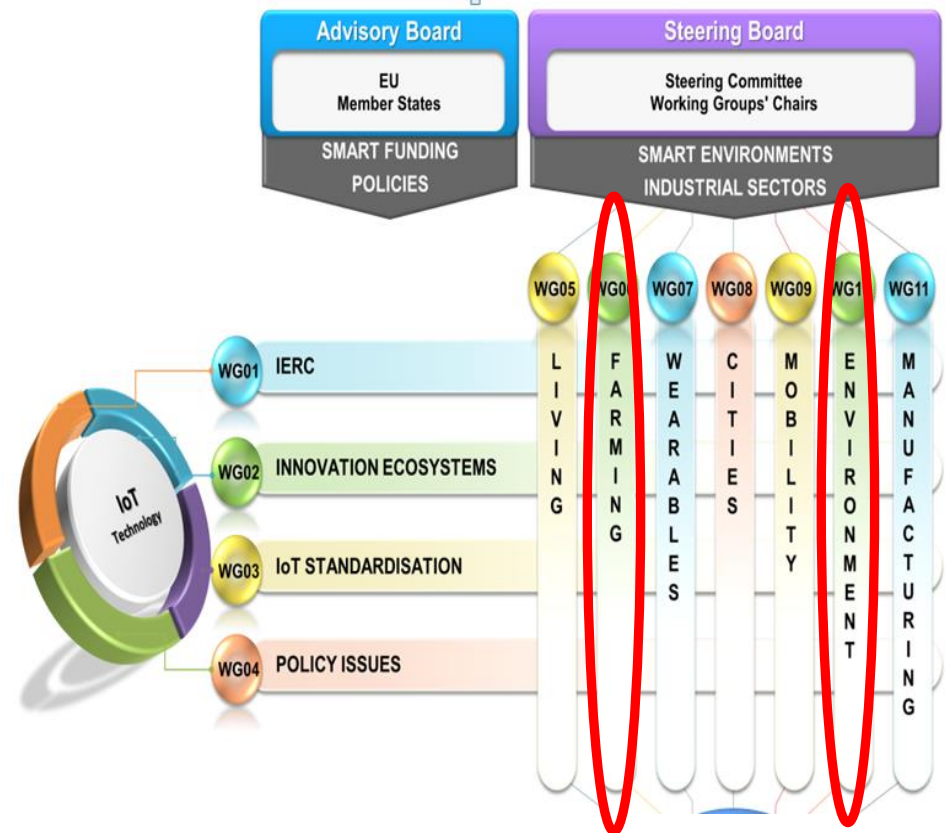 Advisory Board
EU
Member States
SMART FUNDING
POLICIES
Steering Board
Steering Committee
Working Groups' Chairs
SMART ENVIRONMENTS
INDUSTRIAL SECTORS
WG05
WG07
WG08
WG09
WG11
LIVING
FARMING
WEARABLES
CITIES
MOBILITY
ENVIRONMENT
MANUFACTURING
IoT
Technology
WG01 IERC
WG02 INNOVATION ECOSYSTEMS
WG03 IoT STANDARDISATION
WG04 POLICY ISSUES